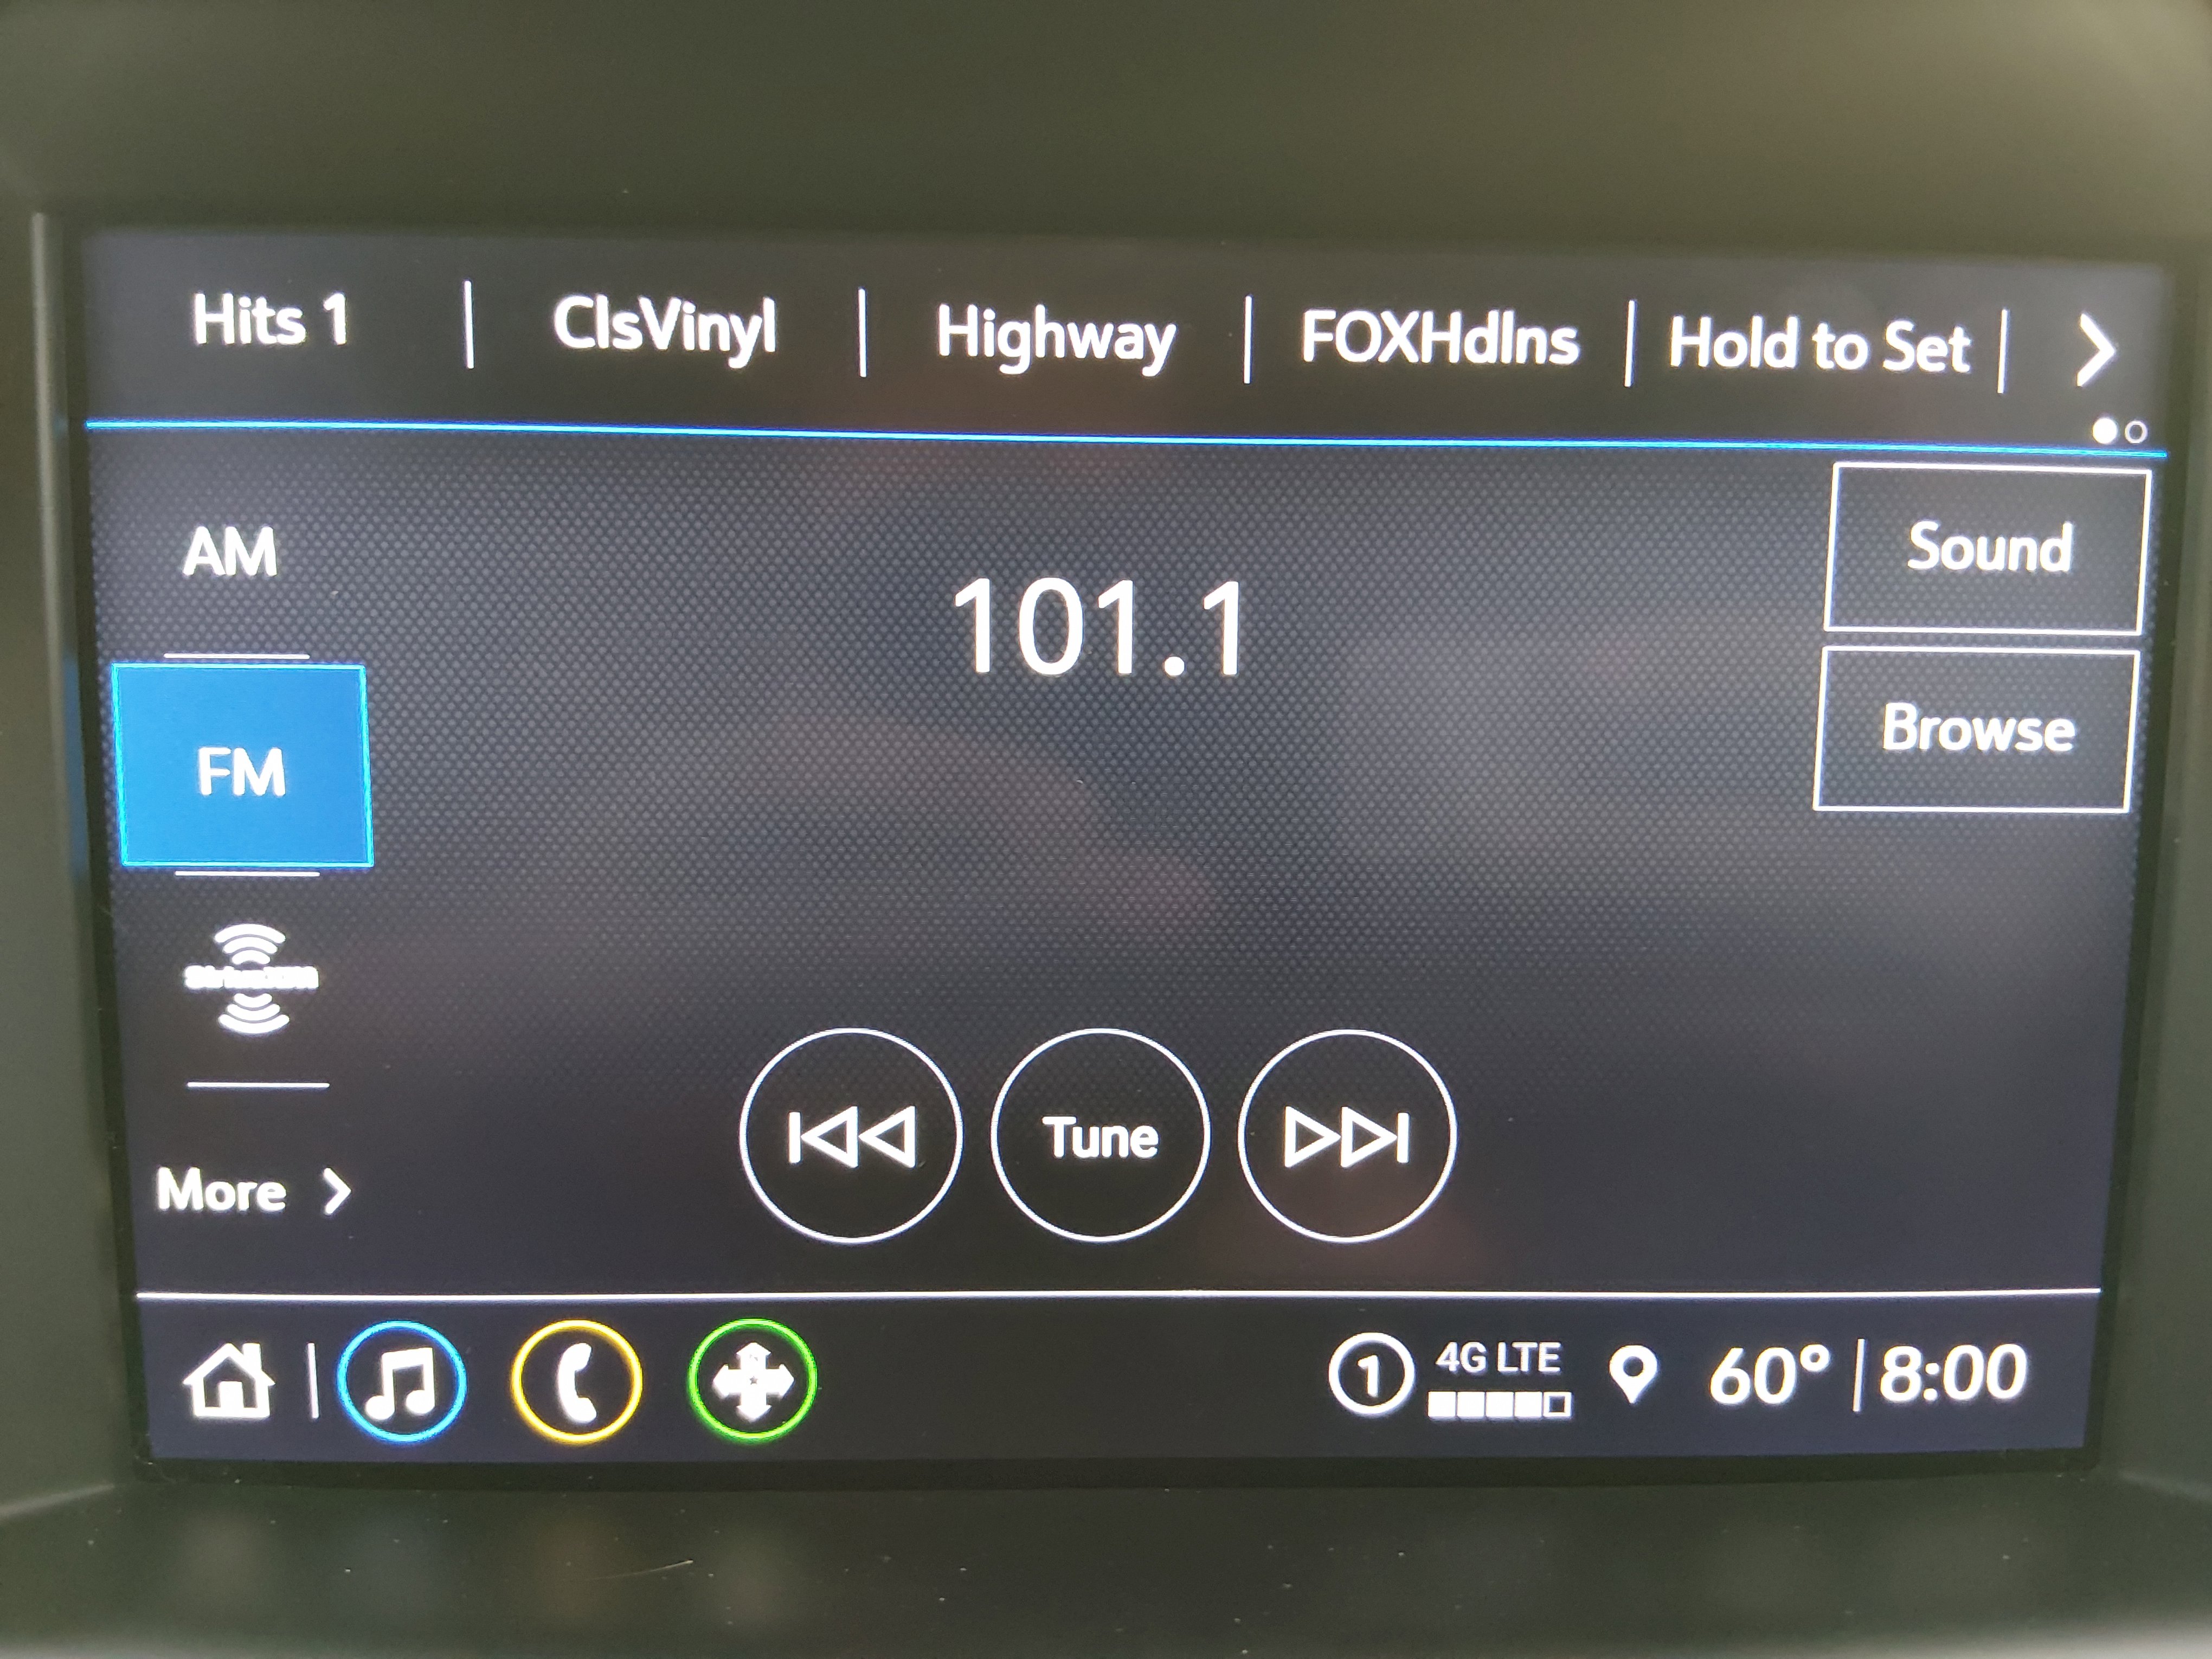 Hits 1
ClsVinyl
Highway
FOXHdlns
Hold to Set
AM
101.1
Sound
FM
Browse
SiriusXM
Tune
More
1
4G LTE
60°
8:00